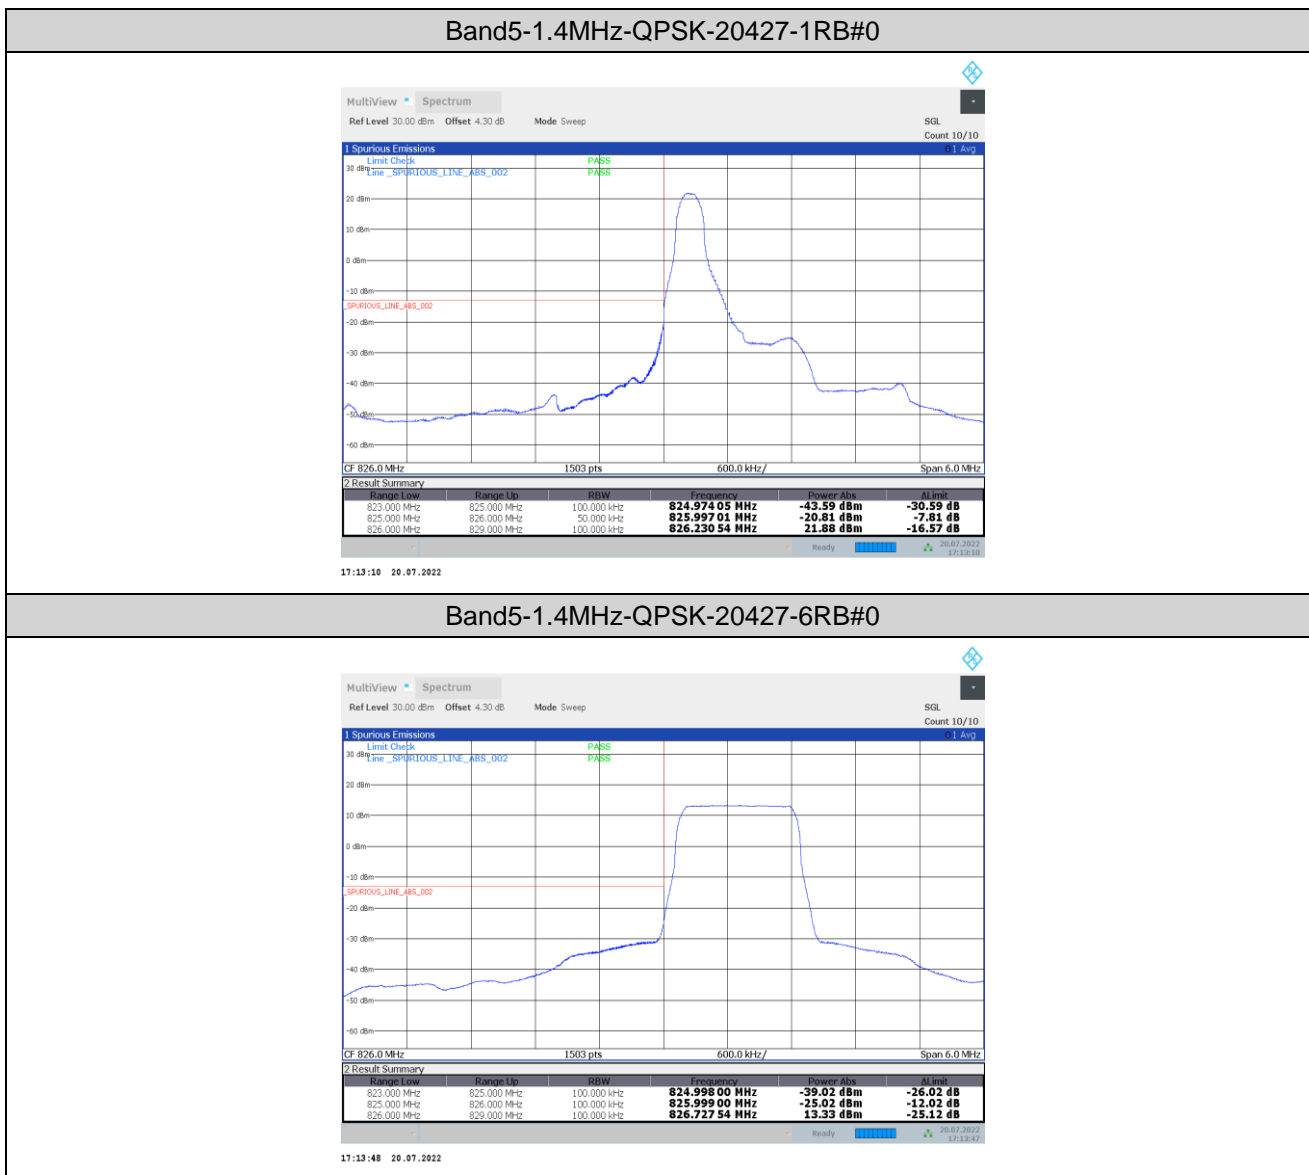 Band5-1.4MHz-QPSK-20427-1RB#0
MultiView Spectrum
Ref Level 30.00 dBm Offset 4.30 dB Mode Sweep SGL
Count 10/10
1 Spurious Emissions 1 Avg
Limit Check PASS
30 dBm Line _SPURIOUS_LINE_ABS_002 PASS
20 dBm
10 dBm
0 dBm
-10 dBm
_SPURIOUS_LINE_ABS_002
-20 dBm
-30 dBm
-40 dBm
-50 dBm
-60 dBm
CF 826.0 MHz 1503 pts 600.0 kHz/ Span 6.0 MHz
2 Result Summary
Range Low Range Up RBW Frequency Power Abs ΔLimit
823.000 MHz 825.000 MHz 100.000 kHz 824.974 05 MHz -43.59 dBm -30.59 dB
825.000 MHz 826.000 MHz 50.000 kHz 825.997 01 MHz -20.81 dBm -7.81 dB
826.000 MHz 829.000 MHz 100.000 kHz 826.230 54 MHz 21.88 dBm -16.57 dB
Ready 20.07.2022
17:13:10
17:13:10 20.07.2022
Band5-1.4MHz-QPSK-20427-6RB#0
MultiView Spectrum
Ref Level 30.00 dBm Offset 4.30 dB Mode Sweep SGL
Count 10/10
1 Spurious Emissions 1 Avg
Limit Check PASS
30 dBm Line _SPURIOUS_LINE_ABS_002 PASS
20 dBm
10 dBm
0 dBm
-10 dBm
_SPURIOUS_LINE_ABS_002
-20 dBm
-30 dBm
-40 dBm
-50 dBm
-60 dBm
CF 826.0 MHz 1503 pts 600.0 kHz/ Span 6.0 MHz
2 Result Summary
Range Low Range Up RBW Frequency Power Abs ΔLimit
823.000 MHz 825.000 MHz 100.000 kHz 824.998 00 MHz -39.02 dBm -26.02 dB
825.000 MHz 826.000 MHz 100.000 kHz 825.999 00 MHz -25.02 dBm -12.02 dB
826.000 MHz 829.000 MHz 100.000 kHz 826.727 54 MHz 13.33 dBm -25.12 dB
Ready 20.07.2022
17:13:47
17:13:48 20.07.2022